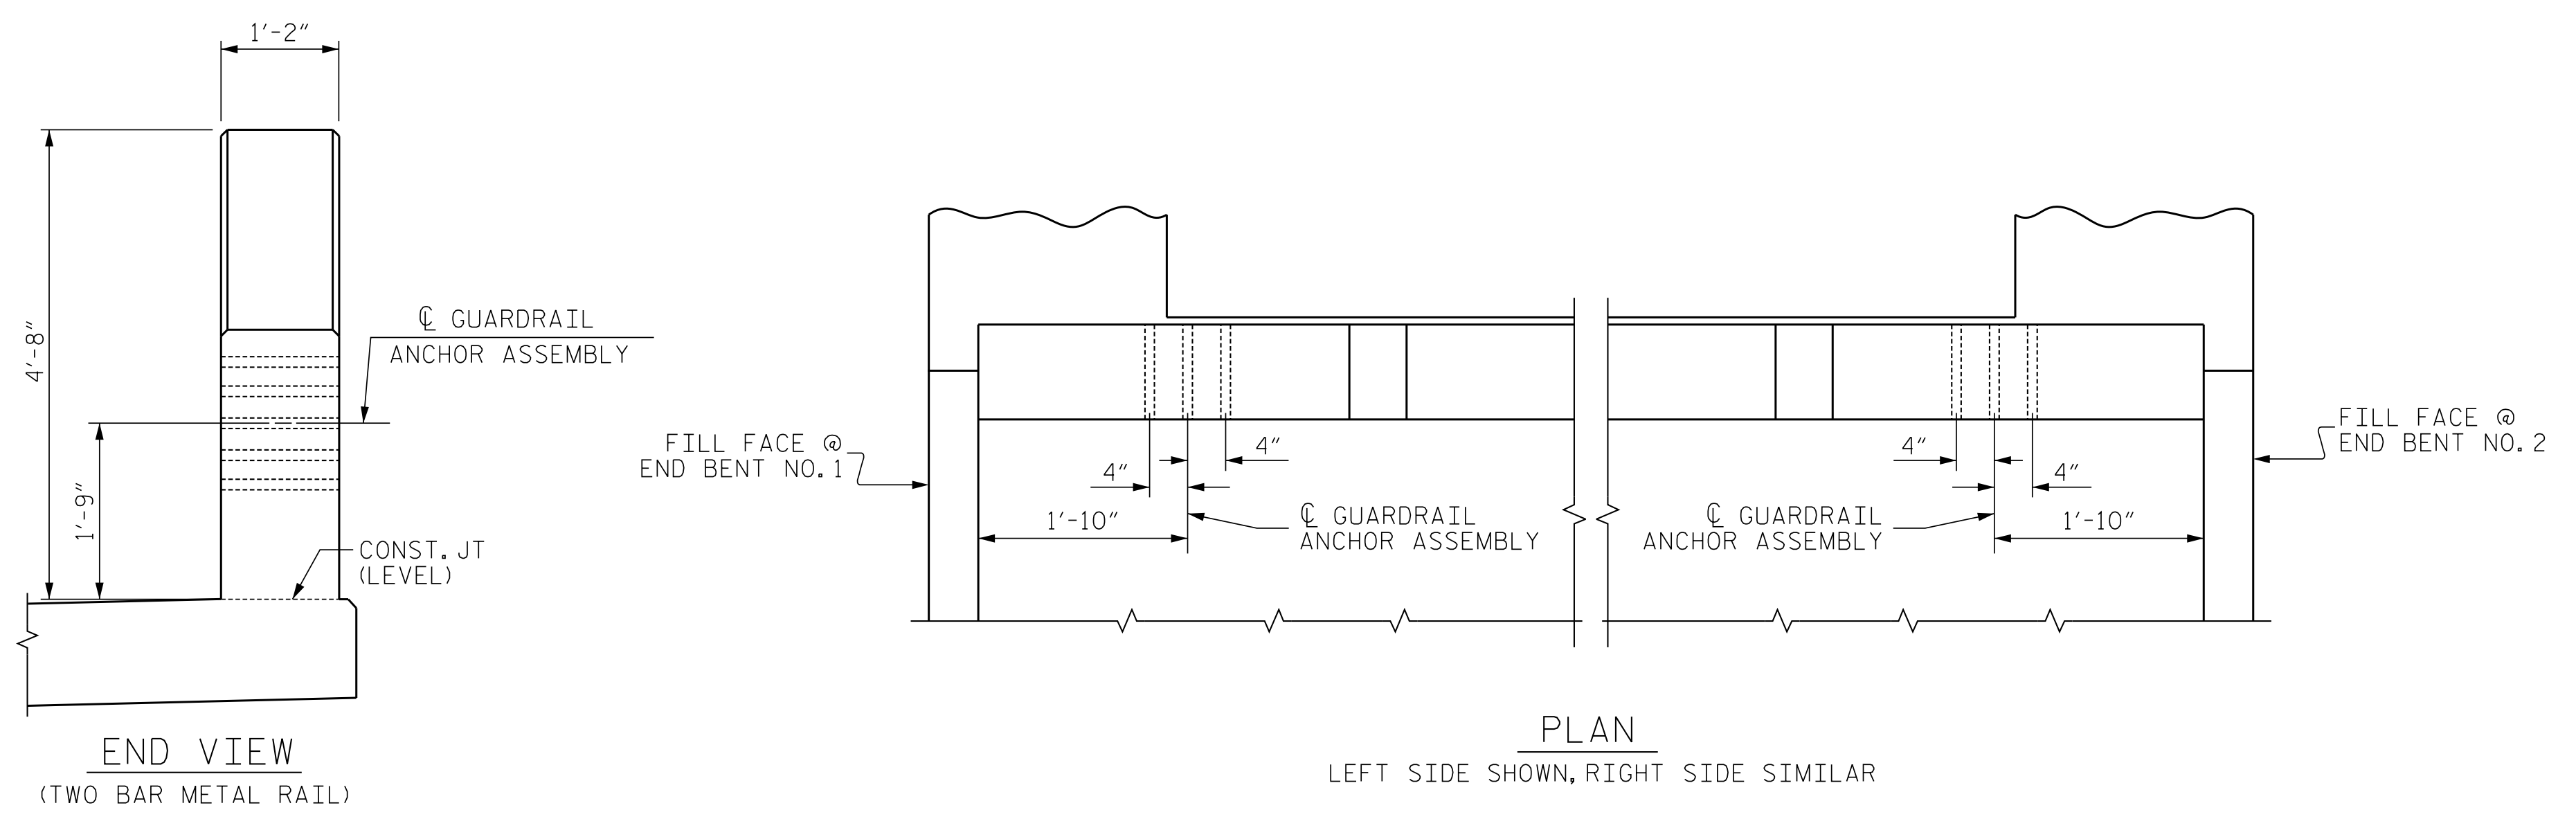 1'-2"
4'-8"
℄ GUARDRAIL
ANCHOR ASSEMBLY
1'-9"
CONST. JT
(LEVEL)
END VIEW
(TWO BAR METAL RAIL)
FILL FACE @
END BENT NO. 1
4"
4"
1'-10"
℄ GUARDRAIL
ANCHOR ASSEMBLY
4"
4"
℄ GUARDRAIL
ANCHOR ASSEMBLY
1'-10"
FILL FACE @
END BENT NO. 2
PLAN
LEFT SIDE SHOWN, RIGHT SIDE SIMILAR